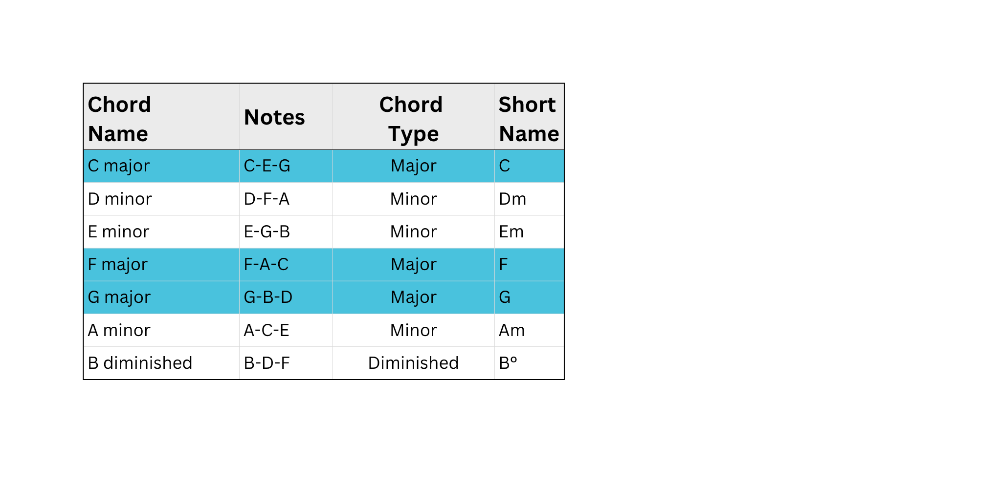 Chord Name Notes Chord Type Short Name
C major C-E-G Major C
D minor D-F-A Minor Dm
E minor E-G-B Minor Em
F major F-A-C Major F
G major G-B-D Major G
A minor A-C-E Minor Am
B diminished B-D-F Diminished B°